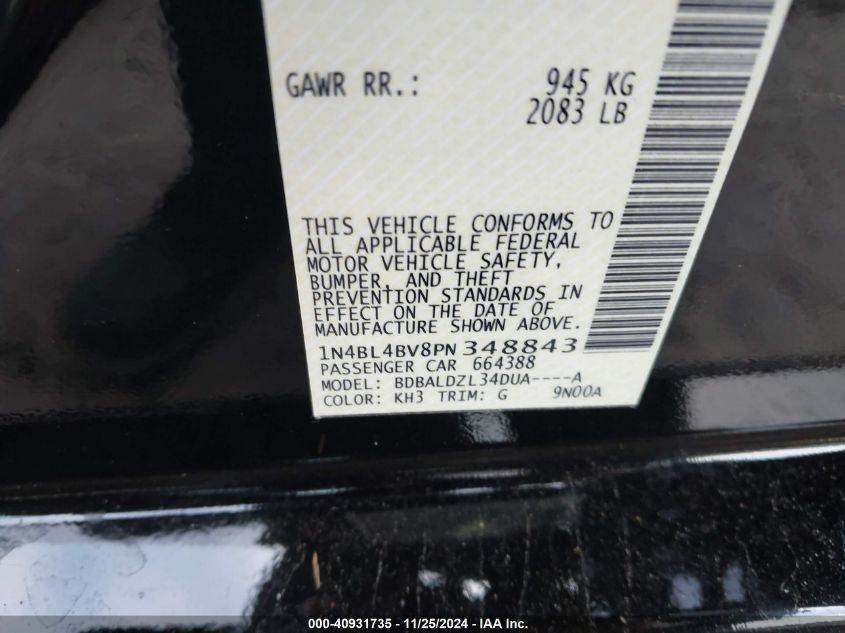 GAWR RR.: 945 KG
2083 LB
THIS VEHICLE CONFORMS TO
ALL APPLICABLE FEDERAL
MOTOR VEHICLE SAFETY,
BUMPER, AND THEFT
PREVENTION STANDARDS IN
EFFECT ON THE DATE OF
MANUFACTURE SHOWN ABOVE.
1N4BL4BV8PN348843
PASSENGER CAR 664388
MODEL: BDBALDZL34DUA----A
COLOR: KH3 TRIM: G 9N00A
000-40931735 - 11/25/2024 - IAA Inc.